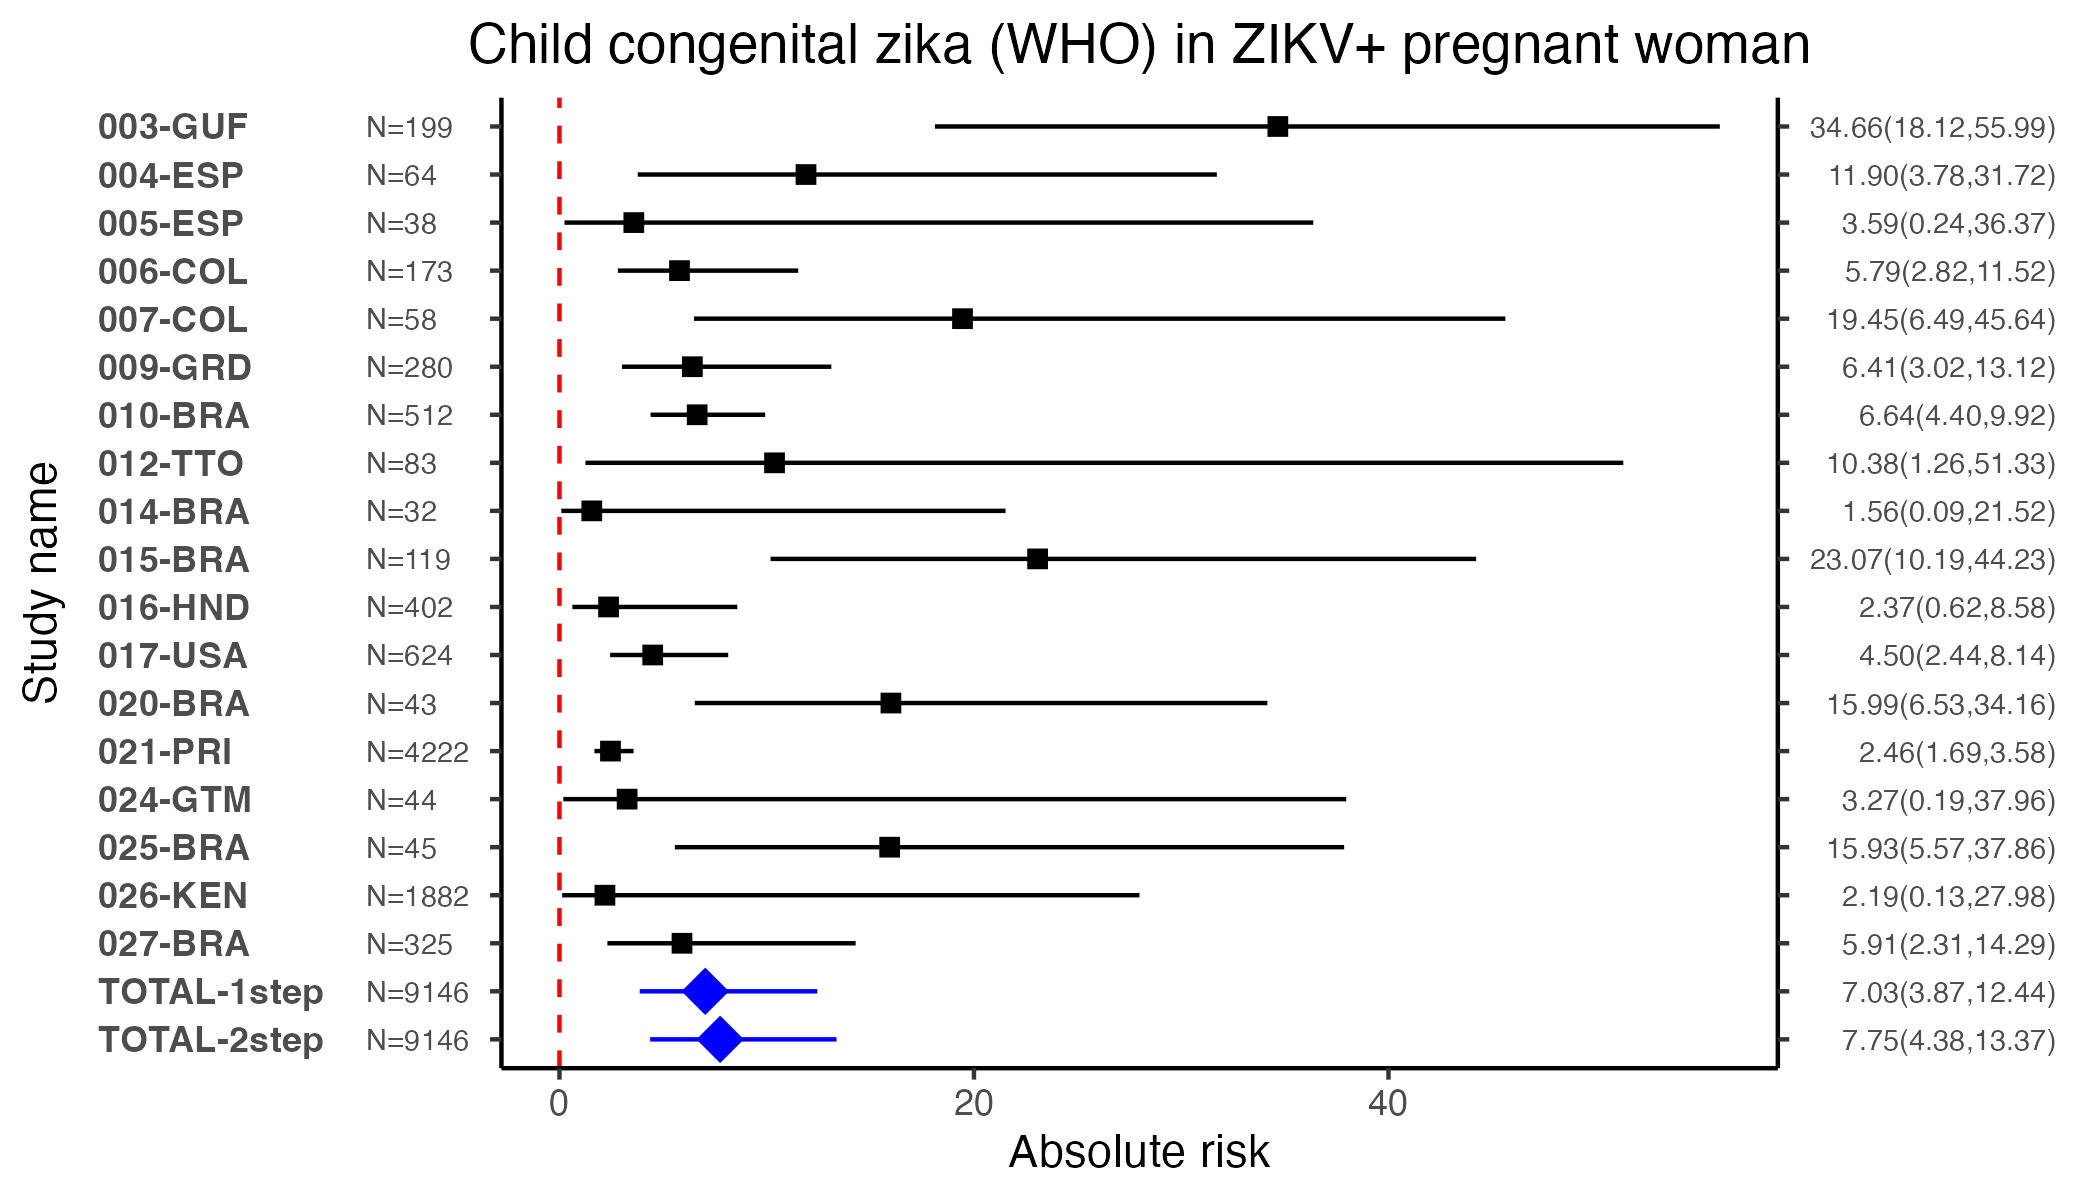 Child congenital zika (WHO) in ZIKV+ pregnant woman
Study name
003-GUF N=199 34.66(18.12,55.99)
004-ESP N=64 11.90(3.78,31.72)
005-ESP N=38 3.59(0.24,36.37)
006-COL N=173 5.79(2.82,11.52)
007-COL N=58 19.45(6.49,45.64)
009-GRD N=280 6.41(3.02,13.12)
010-BRA N=512 6.64(4.40,9.92)
012-TTO N=83 10.38(1.26,51.33)
014-BRA N=32 1.56(0.09,21.52)
015-BRA N=119 23.07(10.19,44.23)
016-HND N=402 2.37(0.62,8.58)
017-USA N=624 4.50(2.44,8.14)
020-BRA N=43 15.99(6.53,34.16)
021-PRI N=4222 2.46(1.69,3.58)
024-GTM N=44 3.27(0.19,37.96)
025-BRA N=45 15.93(5.57,37.86)
026-KEN N=1882 2.19(0.13,27.98)
027-BRA N=325 5.91(2.31,14.29)
TOTAL-1step N=9146 7.03(3.87,12.44)
TOTAL-2step N=9146 7.75(4.38,13.37)
0 20 40
Absolute risk